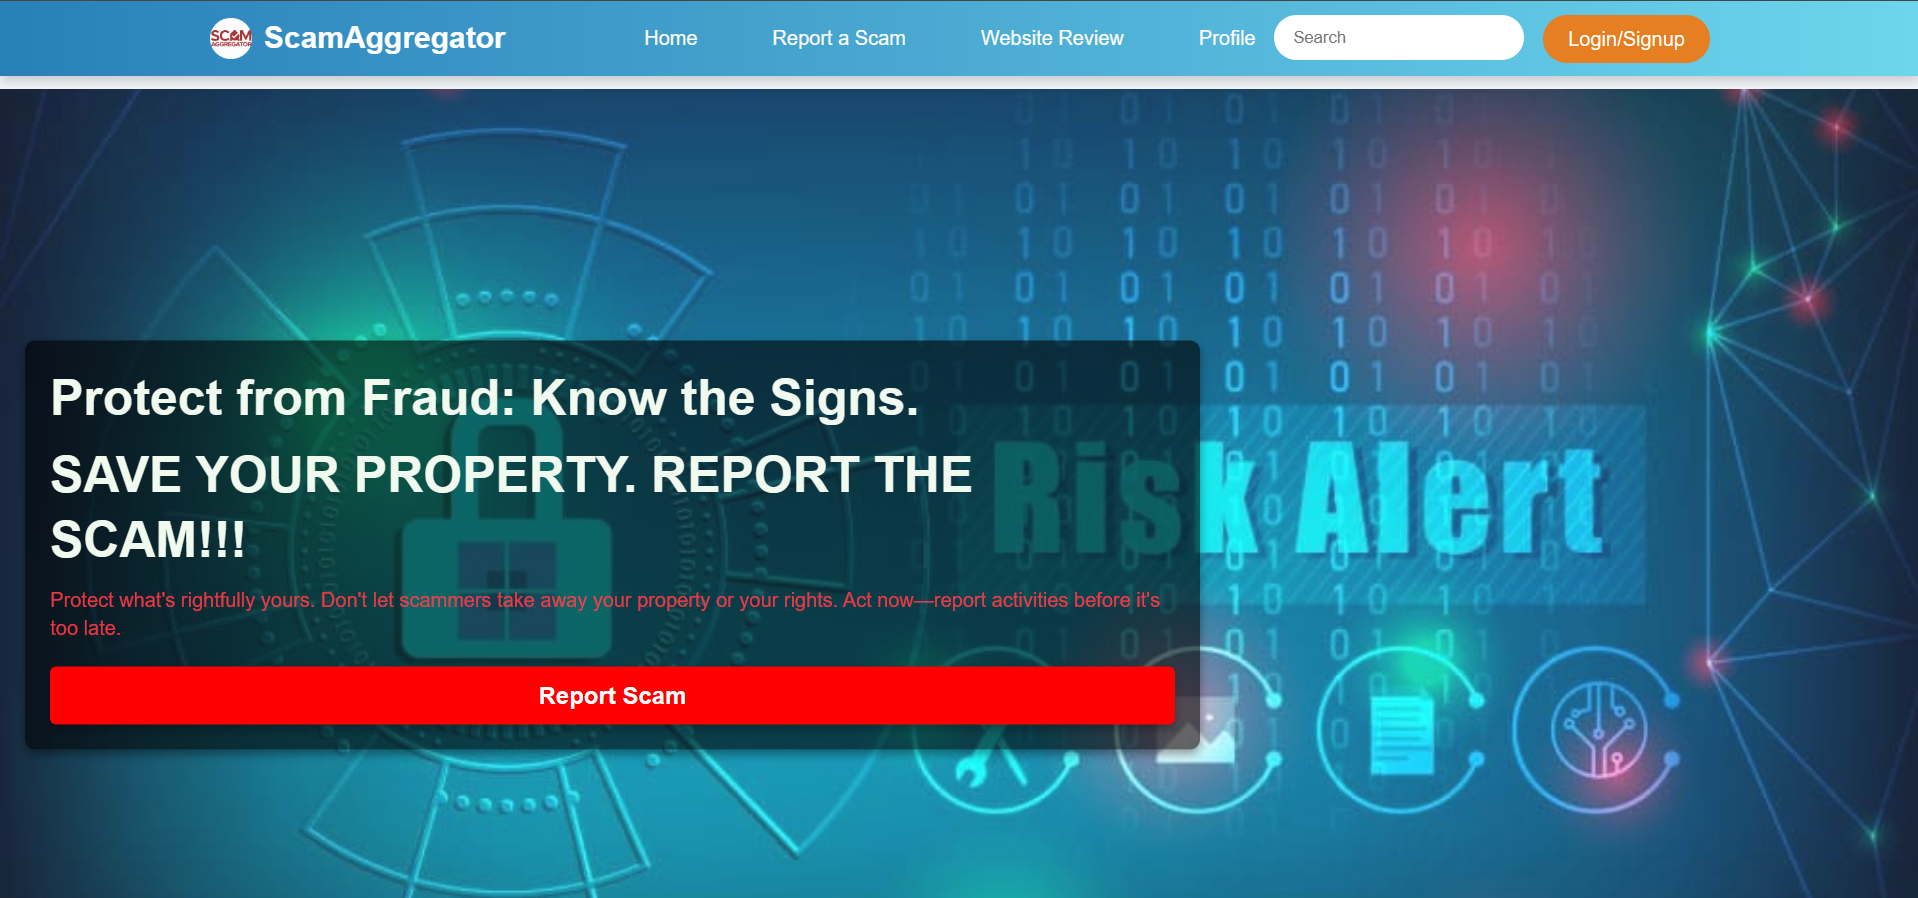 SCAM
AGGREGATOR
ScamAggregator
Home
Report a Scam
Website Review
Profile
Search
Login/Signup
Protect from Fraud: Know the Signs.
SAVE YOUR PROPERTY. REPORT THE
SCAM!!!
Protect what's rightfully yours. Don't let scammers take away your property or your rights. Act now—report activities before it's
too late.
Report Scam
Risk Alert